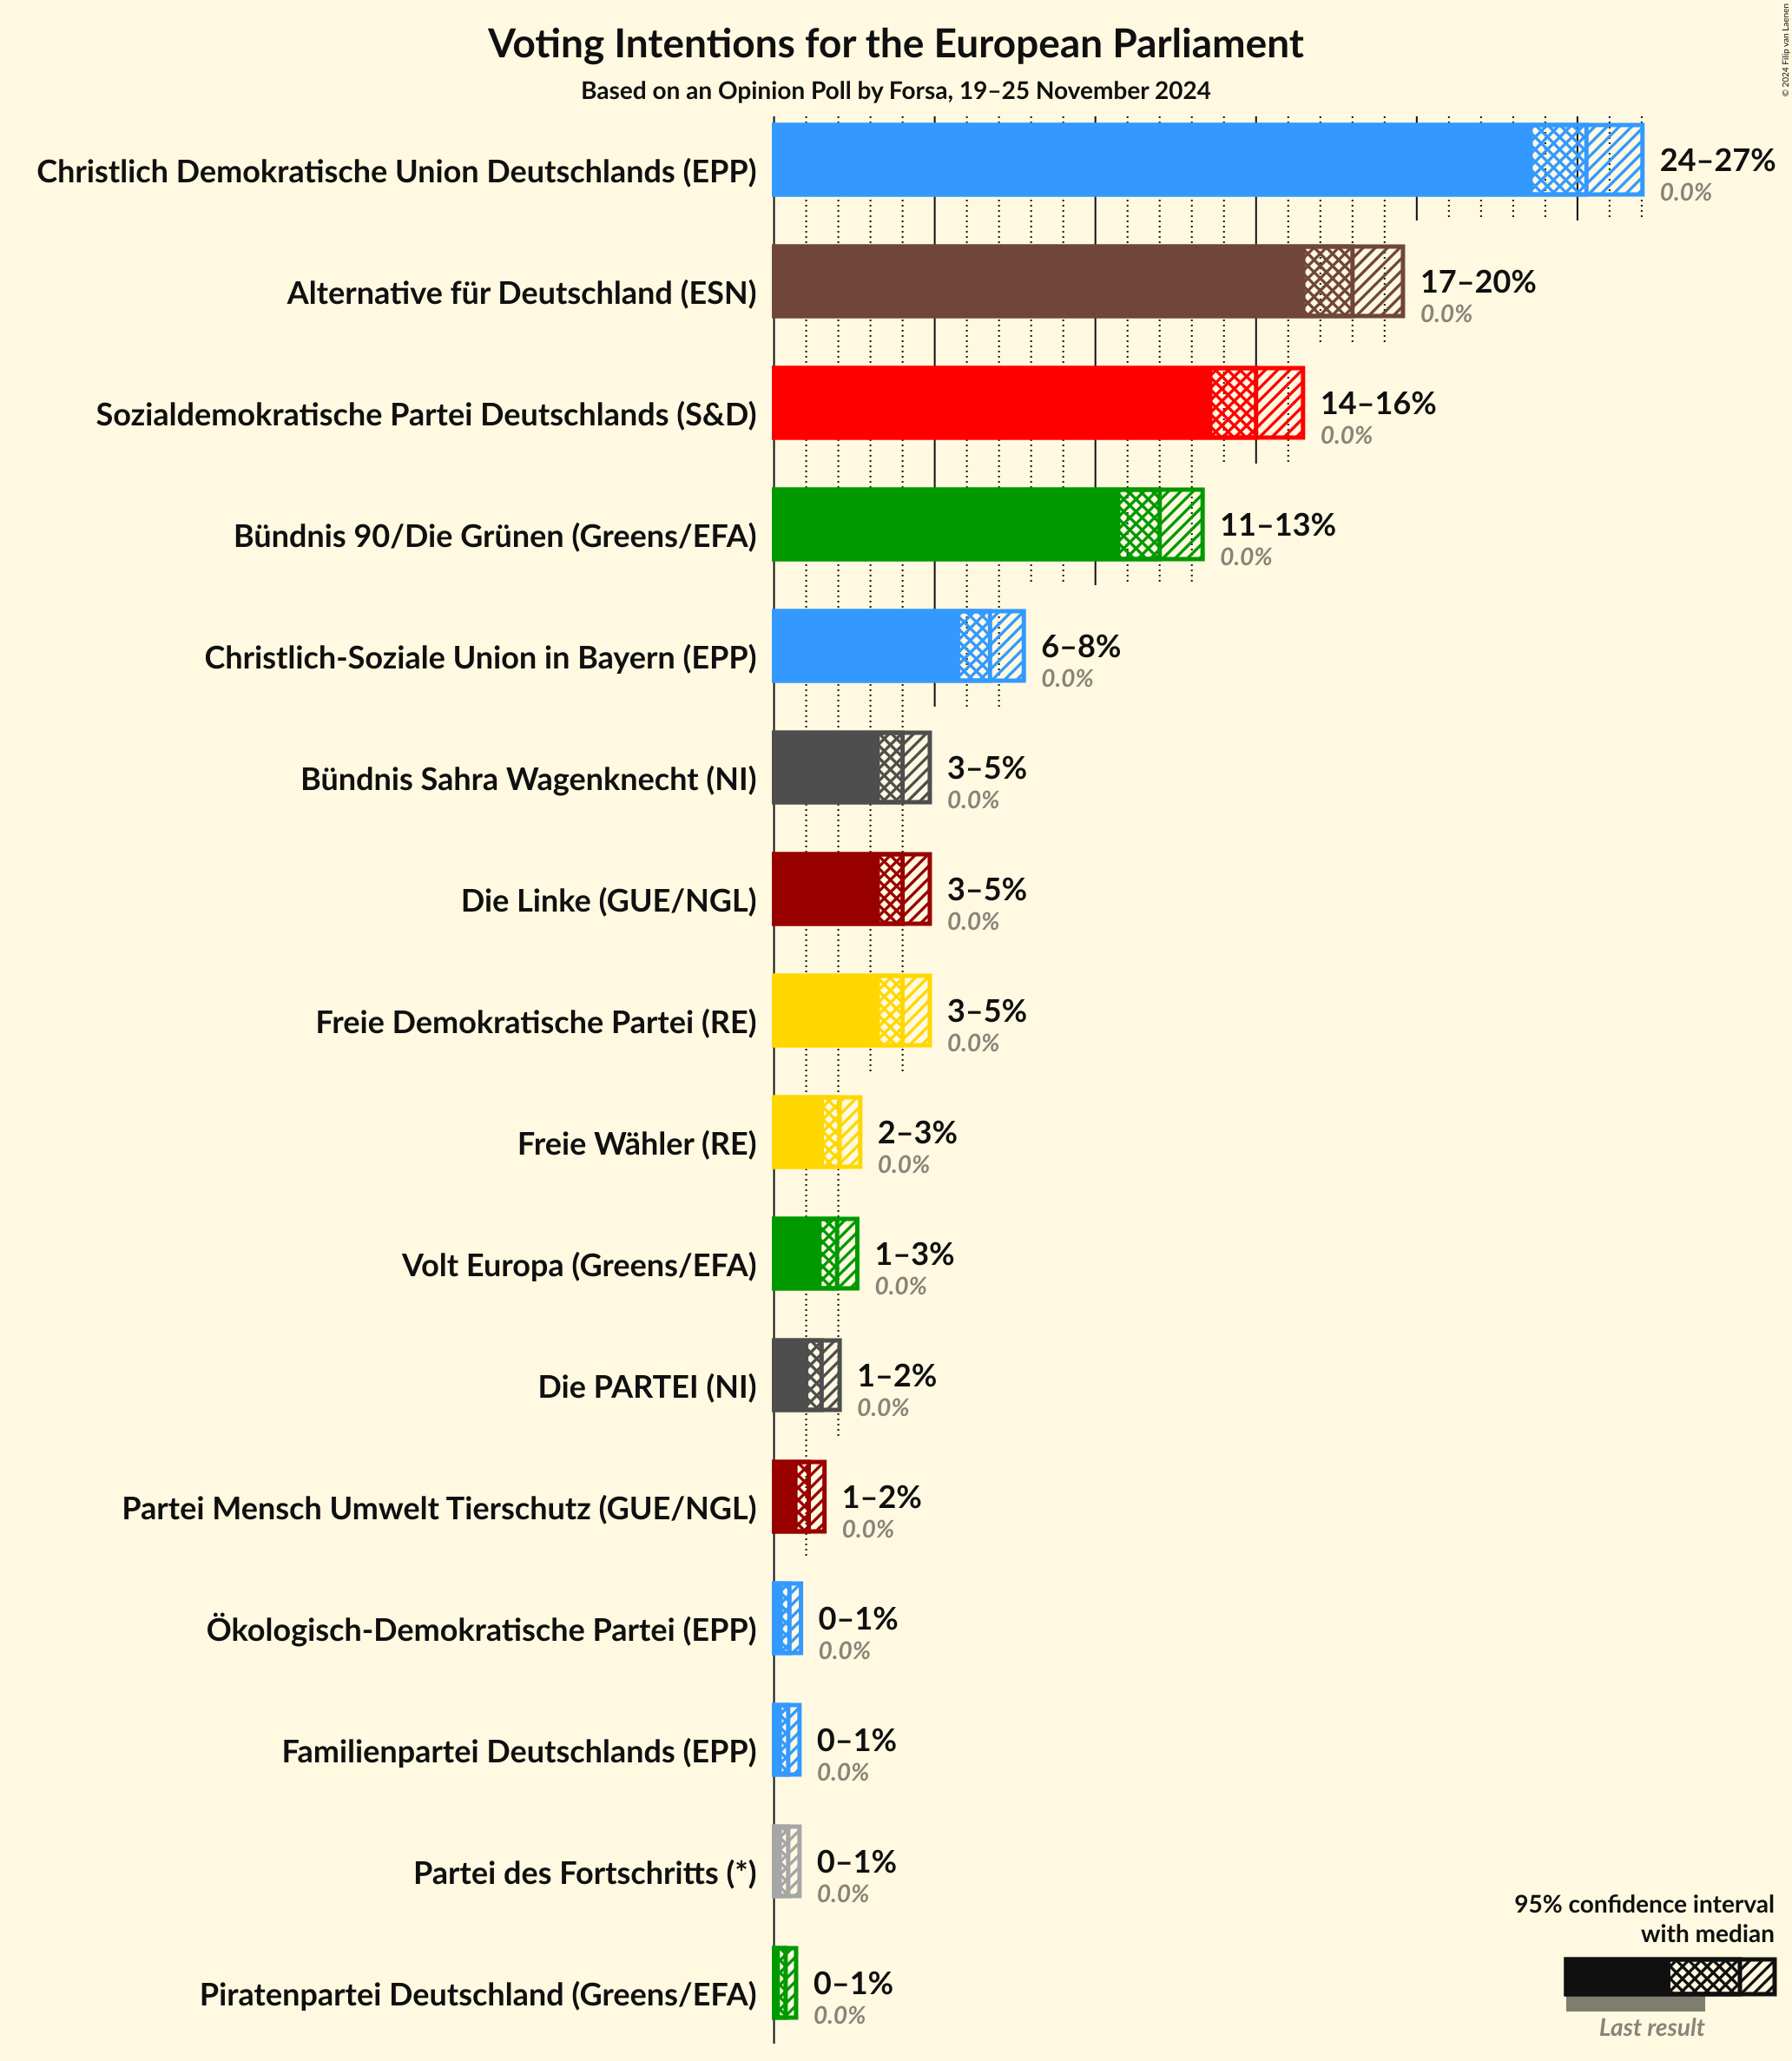 Voting Intentions for the European Parliament
Based on an Opinion Poll by Forsa, 19–25 November 2024
© 2024 Filip van Laenen
Christlich Demokratische Union Deutschlands (EPP)
24–27%
0.0%
Alternative für Deutschland (ESN)
17–20%
0.0%
Sozialdemokratische Partei Deutschlands (S&D)
14–16%
0.0%
Bündnis 90/Die Grünen (Greens/EFA)
11–13%
0.0%
Christlich-Soziale Union in Bayern (EPP)
6–8%
0.0%
Bündnis Sahra Wagenknecht (NI)
3–5%
0.0%
Die Linke (GUE/NGL)
3–5%
0.0%
Freie Demokratische Partei (RE)
3–5%
0.0%
Freie Wähler (RE)
2–3%
0.0%
Volt Europa (Greens/EFA)
1–3%
0.0%
Die PARTEI (NI)
1–2%
0.0%
Partei Mensch Umwelt Tierschutz (GUE/NGL)
1–2%
0.0%
Ökologisch-Demokratische Partei (EPP)
0–1%
0.0%
Familienpartei Deutschlands (EPP)
0–1%
0.0%
Partei des Fortschritts (*)
0–1%
0.0%
Piratenpartei Deutschland (Greens/EFA)
0–1%
0.0%
95% confidence interval
with median
Last result